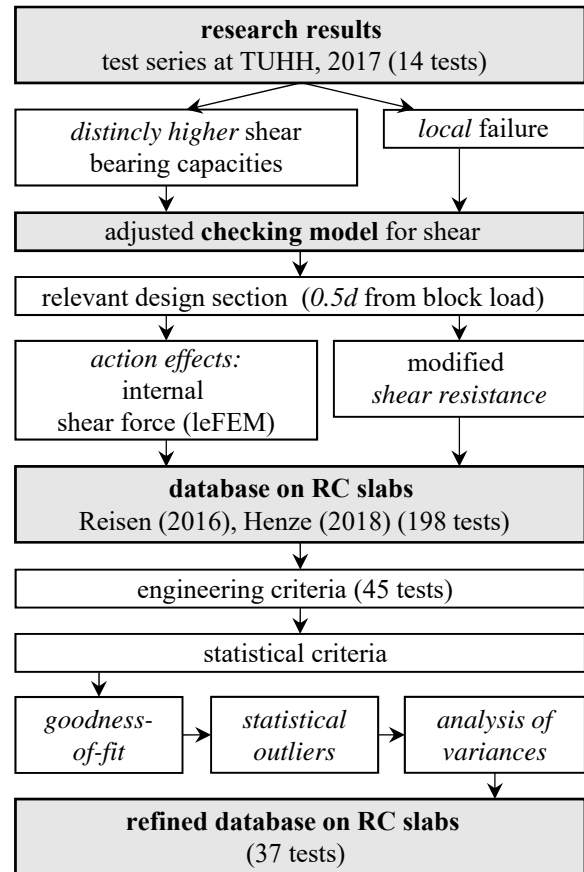 research results
test series at TUHH, 2017 (14 tests)
distinctly higher shear
bearing capacities
local failure
adjusted checking model for shear
relevant design section (0.5d from block load)
action effects:
internal
shear force (leFEM)
modified
shear resistance
database on RC slabs
Reisen (2016), Henze (2018) (198 tests)
engineering criteria (45 tests)
statistical criteria
goodness-
of-fit
statistical
outliers
analysis of
variances
refined database on RC slabs
(37 tests)